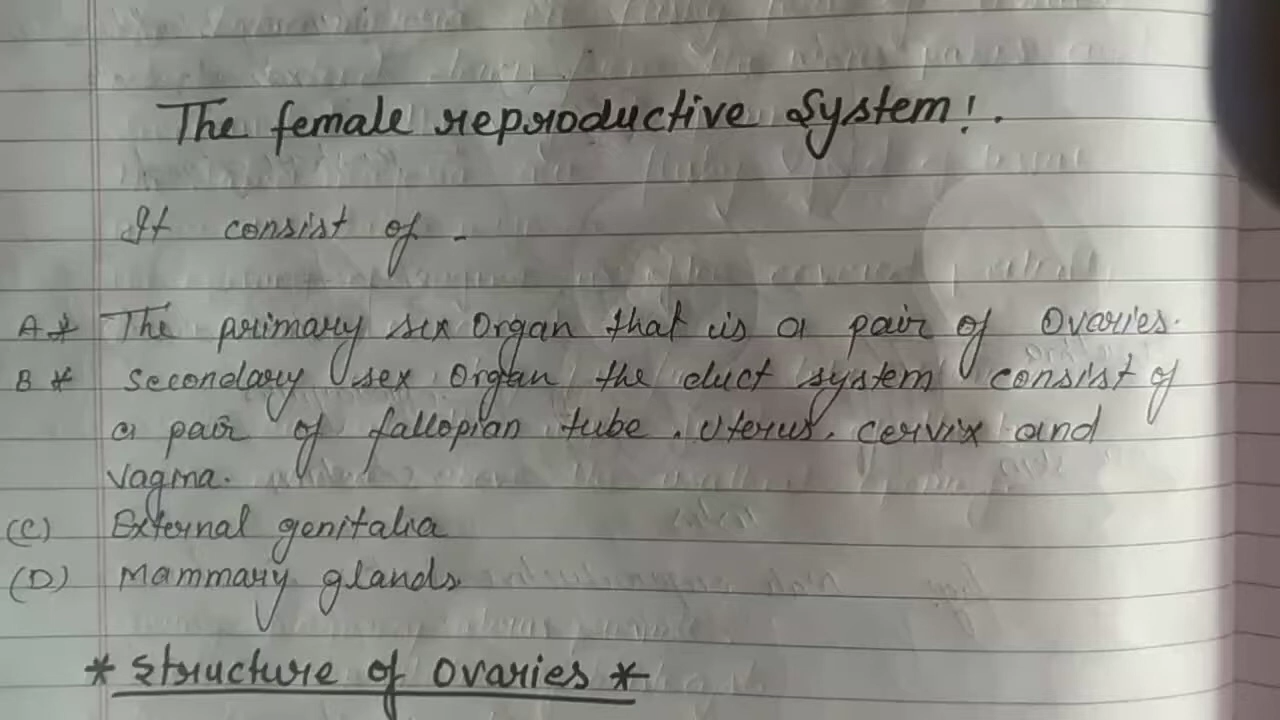 The female reproductive System!.
It consist of -
A* The primary sex Organ that is a pair of Ovaries.
B* Secondary sex Organ the duct system consist of
a pair of fallopian tube, Uterus, cervix and
vagina.
(C) External genitalia
(D) Mammary glands
* Structure of Ovaries *